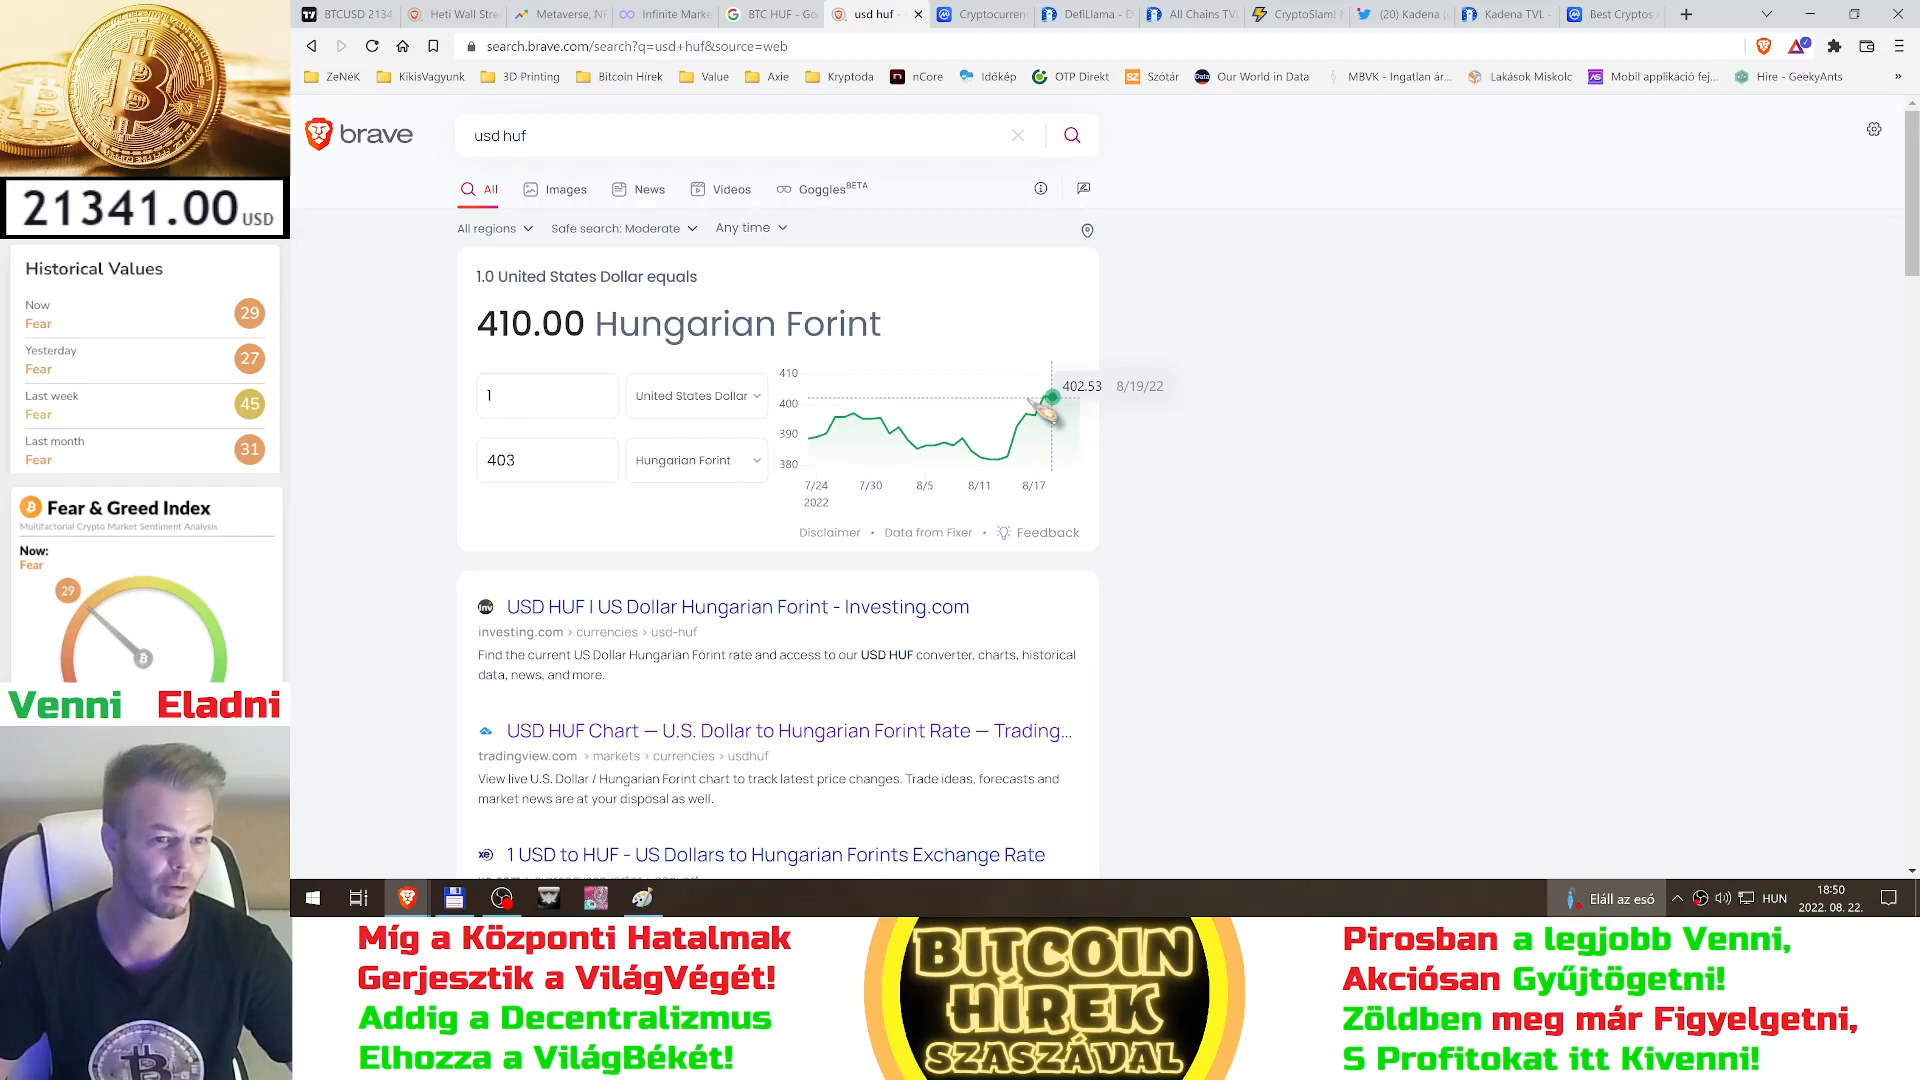 BTCUSD 2134
Heti Wall Stre
Metaverse, NF
Infinite Marke
BTC HUF - Go
usd huf -
Cryptocurren
DefiLlama - D
All Chains TVL
CryptoSlam!
(20) Kadena (
Kadena TVL -
Best Cryptos
search.brave.com/search?q=usd+huf&source=web
ZeNéK
KikisVagyunk
3D Printing
Bitcoin Hírek
Value
Axie
Kryptoda
nCore
Időkép
OTP Direkt
Szótár
Our World in Data
MBVK - Ingatlan ár...
Lakások Miskolc
Mobil applikáció fej...
Hire - GeekyAnts
brave
usd huf
21341.00 USD
All
Images
News
Videos
Goggles BETA
All regions
Safe search: Moderate
Any time
Historical Values
Now
Fear
29
Yesterday
Fear
27
Last week
Fear
45
Last month
Fear
31
1.0 United States Dollar equals
410.00 Hungarian Forint
1
United States Dollar
403
Hungarian Forint
410
400
390
380
402.53 8/19/22
7/24
2022
7/30
8/5
8/11
8/17
Disclaimer • Data from Fixer • Feedback
Fear & Greed Index
Multifactorial Crypto Market Sentiment Analysis
Now:
Fear
29
Venni Eladni
USD HUF | US Dollar Hungarian Forint - Investing.com
investing.com › currencies › usd-huf
Find the current US Dollar Hungarian Forint rate and access to our USD HUF converter, charts, historical
data, news, and more.
USD HUF Chart — U.S. Dollar to Hungarian Forint Rate — Trading...
tradingview.com › markets › currencies › usdhuf
View live U.S. Dollar / Hungarian Forint chart to track latest price changes. Trade ideas, forecasts and
market news are at your disposal as well.
1 USD to HUF - US Dollars to Hungarian Forints Exchange Rate
Eláll az eső
HUN
18:50
2022. 08. 22.
Míg a Központi Hatalmak
Gerjesztik a VilágVégét!
Addig a Decentralizmus
Elhozza a VilágBékét!
BITCOIN
HÍREK
SZASZÁVAL
Pirosban a legjobb Venni,
Akciósan Gyűjtögetni!
Zöldben meg már Figyelgetni,
S Profitokat itt Kivenni!